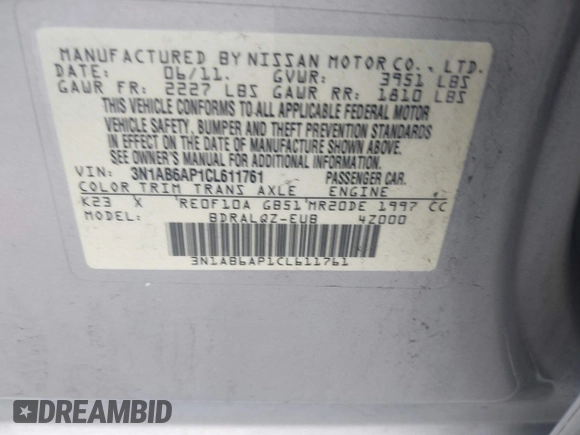 MANUFACTURED BY NISSAN MOTOR CO., LTD.
DATE: 06/11. GVWR: 3951 LBS
GAWR FR: 2227 LBS GAWR RR: 1810 LBS
THIS VEHICLE CONFORMS TO ALL APPLICABLE FEDERAL MOTOR
VEHICLE SAFETY, BUMPER AND THEFT PREVENTION STANDARDS
IN EFFECT ON THE DATE OF MANUFACTURE SHOWN ABOVE.
SEE OWNER'S MANUAL FOR ADDITIONAL INFORMATION
VIN: 3N1AB6AP1CL611761 PASSENGER CAR.
COLOR TRIM TRANS AXLE ENGINE
K23 X RE0F10A GB51 MR20DE 1997 CC
MODEL: BDRALQZ-EUB 4Z000
3N1AB6AP1CL611761
DREAMBID